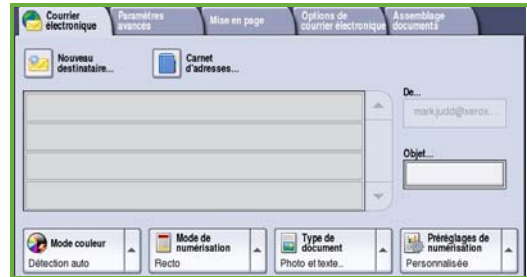 Courrier électronique
Paramètres avancés
Mise en page
Options de courrier électronique
Assemblage documents
Nouveau destinataire...
Carnet d'adresses...
De...
mark.judd@xerox...
Objet...
Mode couleur
Détection auto
Mode de numérisation
Recto
Type de document
Photo et texte...
Préréglages de numérisation
Personnalisée